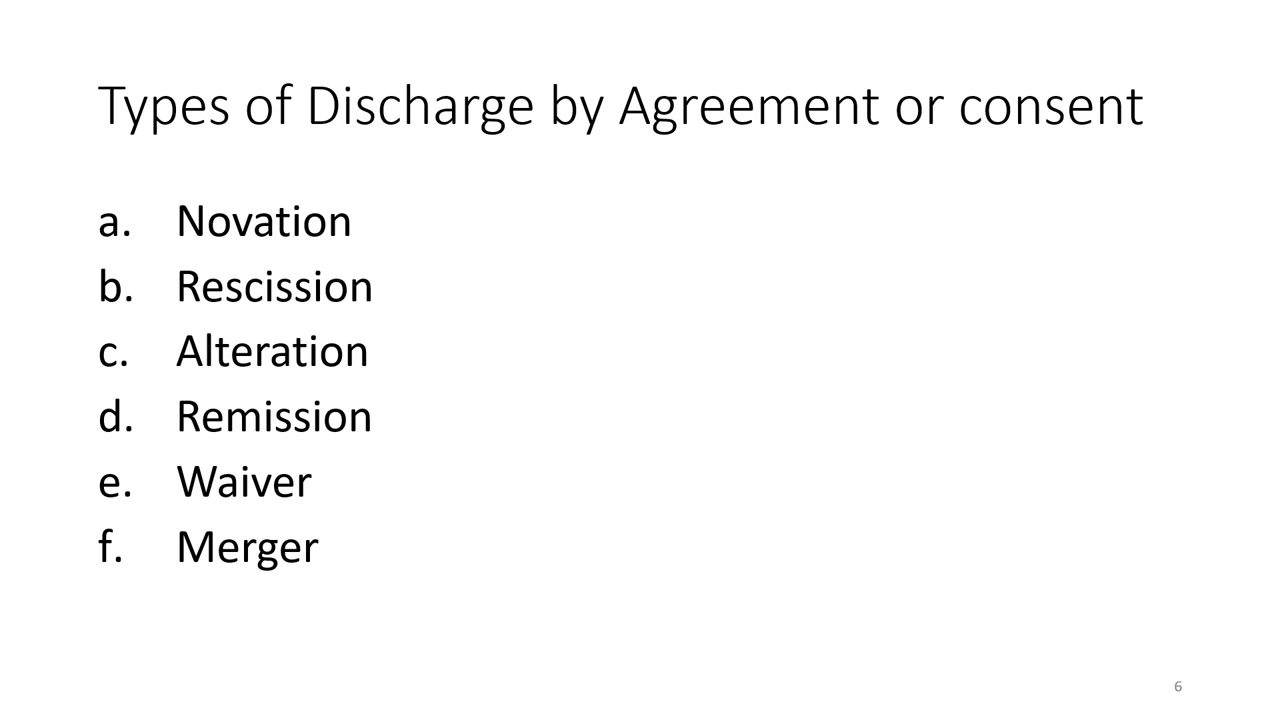 Types of Discharge by Agreement or consent
a. Novation
b. Rescission
c. Alteration
d. Remission
e. Waiver
f. Merger
6